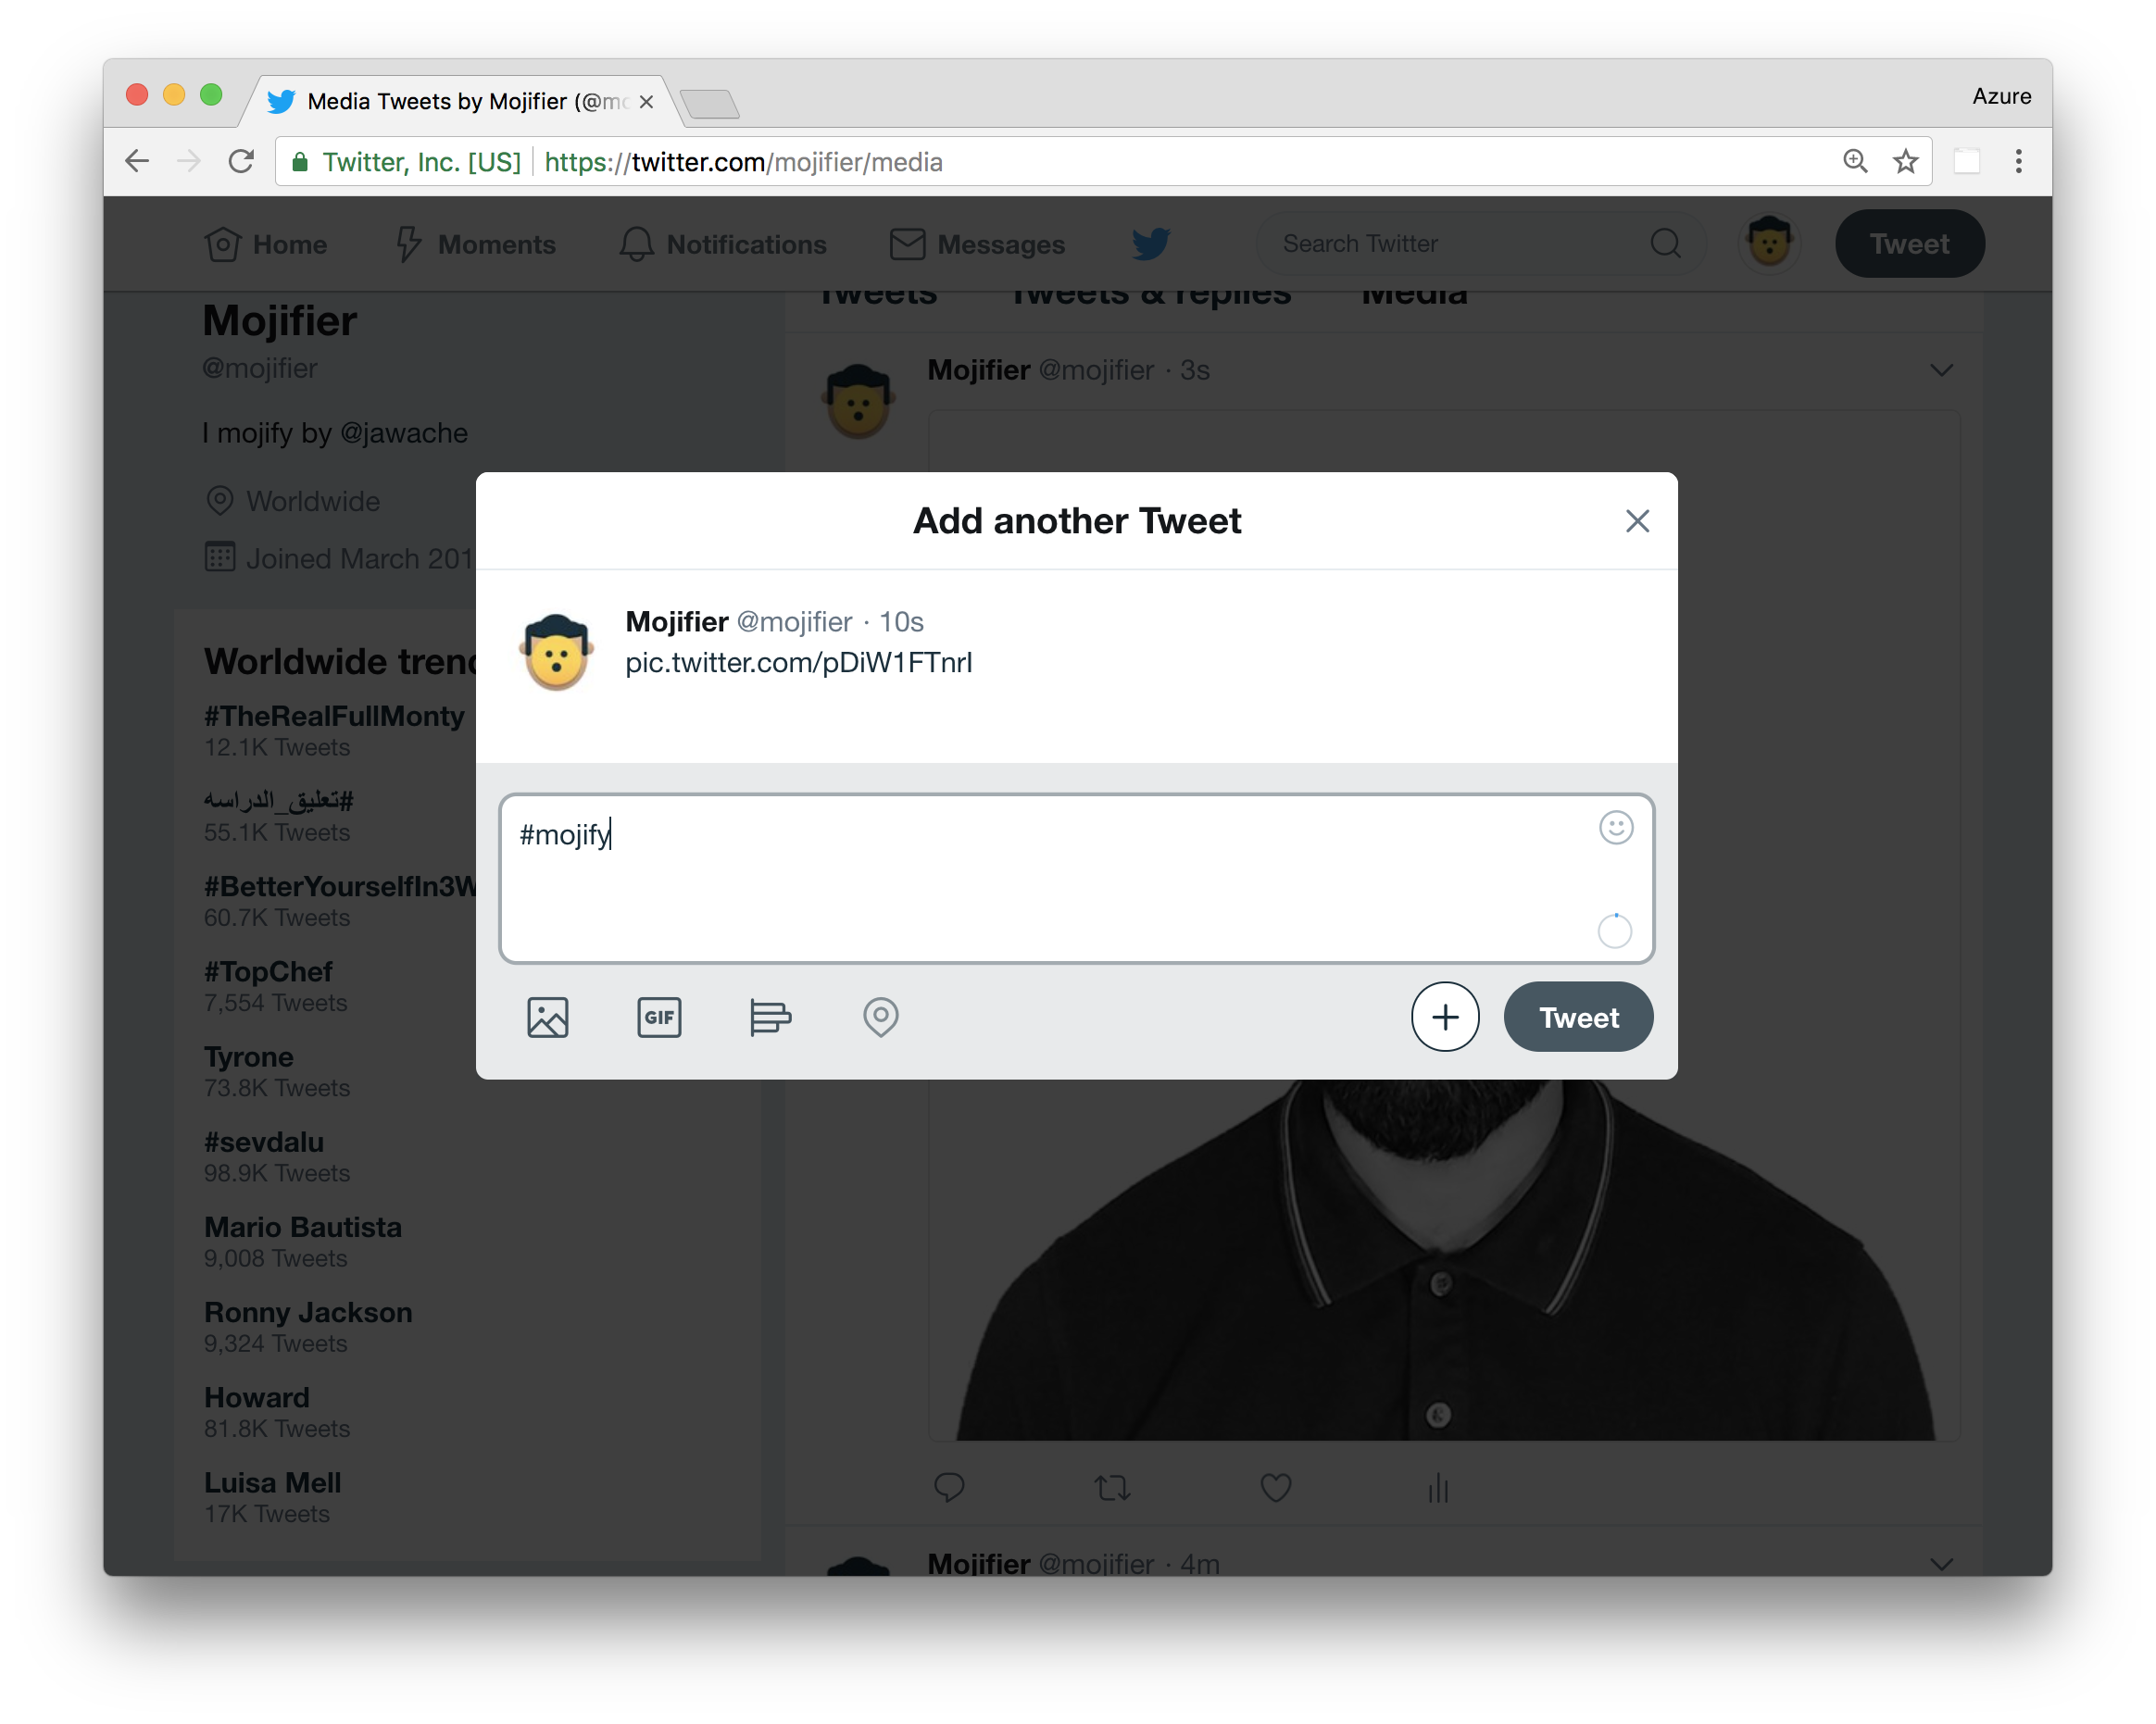 Media Tweets by Mojifier (@mo
Azure
Twitter, Inc. [US] https://twitter.com/mojifier/media
Home Moments Notifications Messages Search Twitter Tweet
Tweets Tweets & replies Media
Mojifier
@mojifier
I mojify by @jawache
Worldwide
Joined March 201
Worldwide trend
#TheRealFullMonty
12.1K Tweets
#تعليق_الدراسه
55.1K Tweets
#BetterYourselfIn3W
60.7K Tweets
#TopChef
7,554 Tweets
Tyrone
73.8K Tweets
#sevdalu
98.9K Tweets
Mario Bautista
9,008 Tweets
Ronny Jackson
9,324 Tweets
Howard
81.8K Tweets
Luisa Mell
17K Tweets
Mojifier @mojifier · 3s
Add another Tweet
Mojifier @mojifier · 10s
pic.twitter.com/pDiW1FTnrI
#mojify
GIF
Tweet
Mojifier @mojifier · 4m